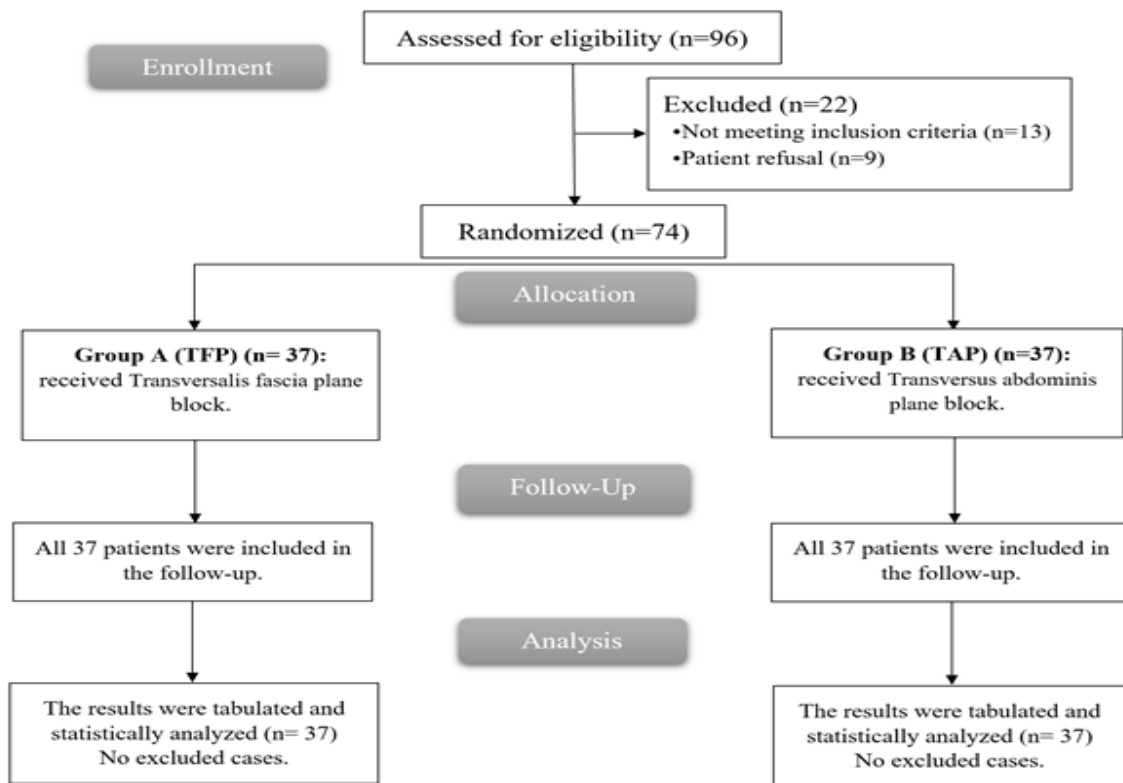 Assessed for eligibility (n=96)
Enrollment
Excluded (n=22)
•Not meeting inclusion criteria (n=13)
•Patient refusal (n=9)
Randomized (n=74)
Allocation
Group A (TFP) (n= 37):
received Transversalis fascia plane
block.
Group B (TAP) (n=37):
received Transversus abdominis
plane block.
Follow-Up
All 37 patients were included in
the follow-up.
All 37 patients were included in
the follow-up.
Analysis
The results were tabulated and
statistically analyzed (n= 37)
No excluded cases.
The results were tabulated and
statistically analyzed (n= 37)
No excluded cases.